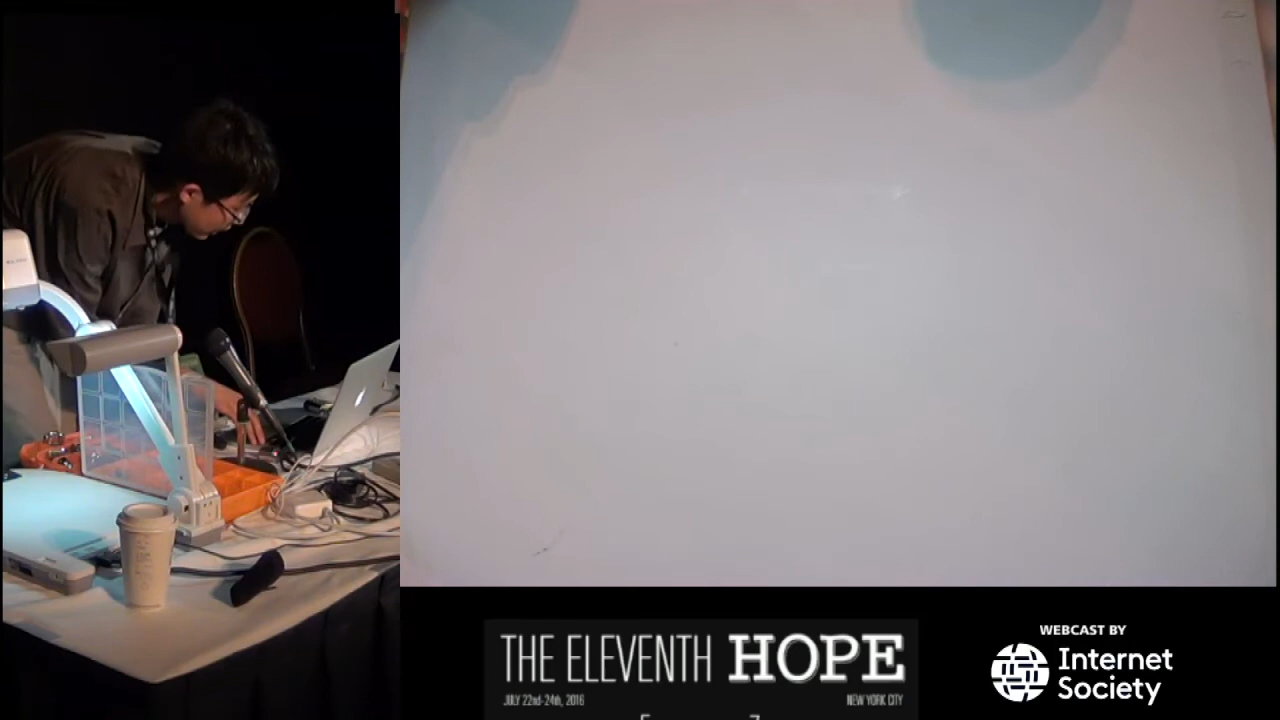 THE ELEVENTH HOPE
JULY 22nd-24th, 2016
NEW YORK CITY
WEBCAST BY
Internet
Society